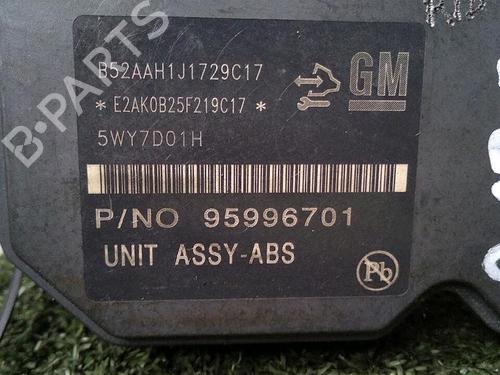 B52AAH1J1729C17
* E2AK0B25F219C17 *
5WY7D01H
GM
P/NO 95996701
UNIT ASSY-ABS
Pb
B-PARTS